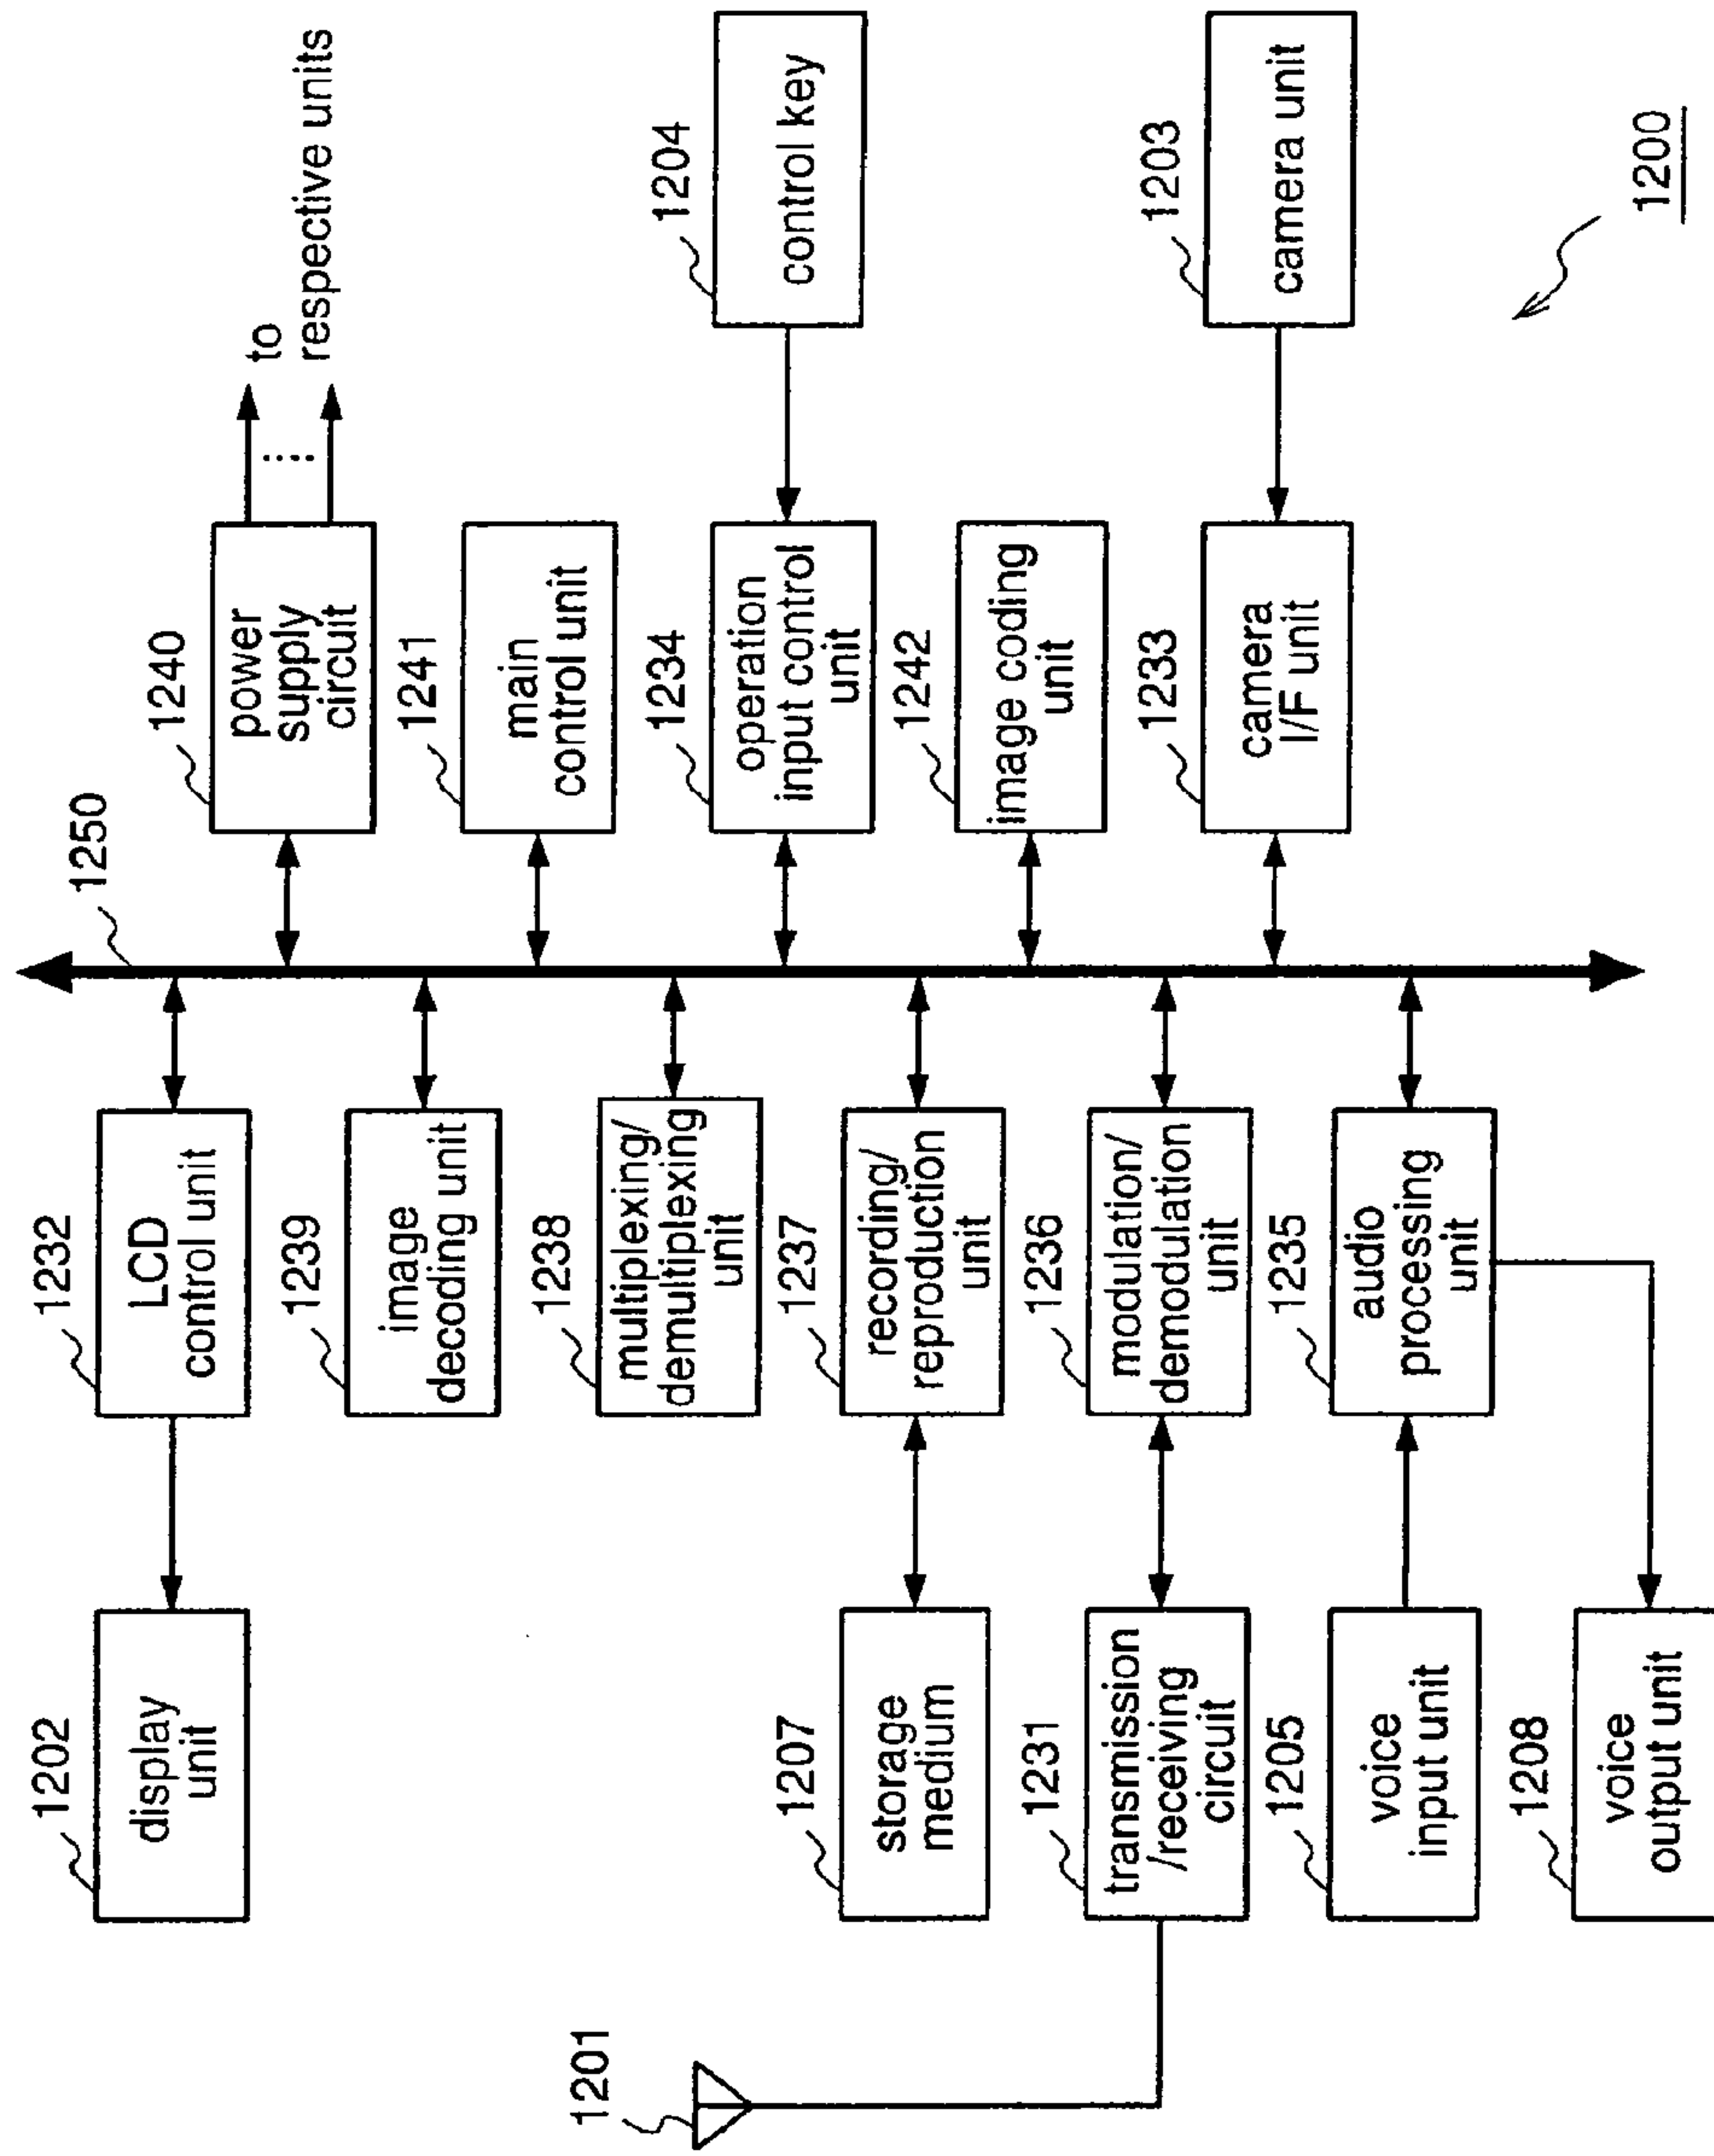 1202
display
unit
1232
LCD
control unit
1250
1240
power
supply
circuit
to
respective units
1239
image
decoding unit
1241
main
control unit
1238
multiplexing/
demultiplexing
unit
1234
operation
input control
unit
1204
control key
1207
storage
medium
1237
recording/
reproduction
unit
1242
image coding
unit
1201
1231
transmission
/receiving
circuit
1236
modulation/
demodulation
unit
1233
camera
I/F unit
1203
camera unit
1205
voice
input unit
1235
audio
processing
unit
1208
voice
output unit
1200